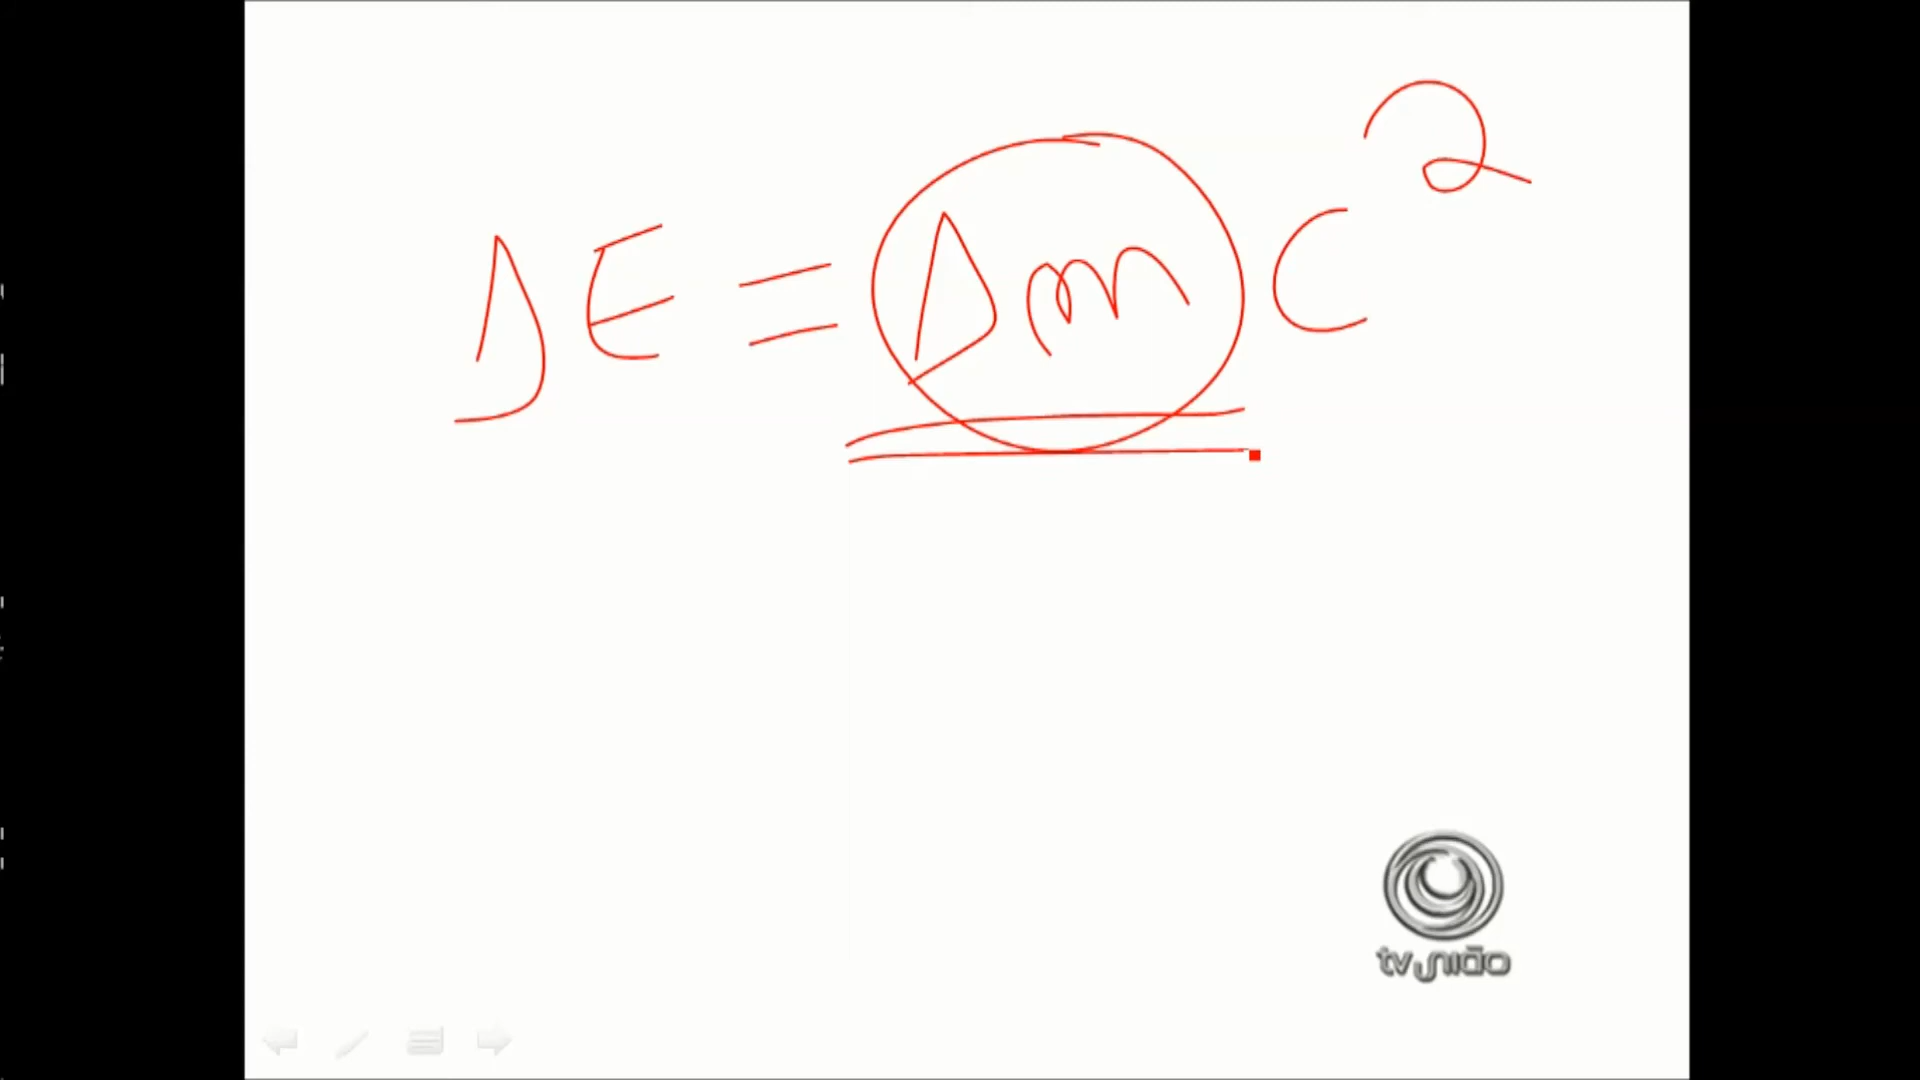 ΔE = Δm c²
tv união